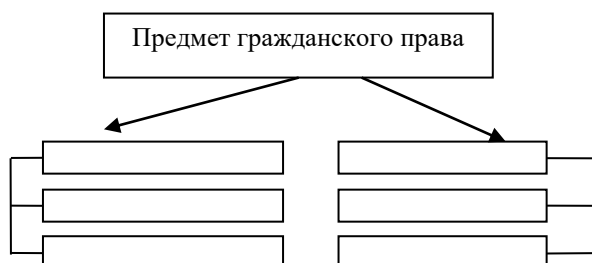 Предмет гражданского права